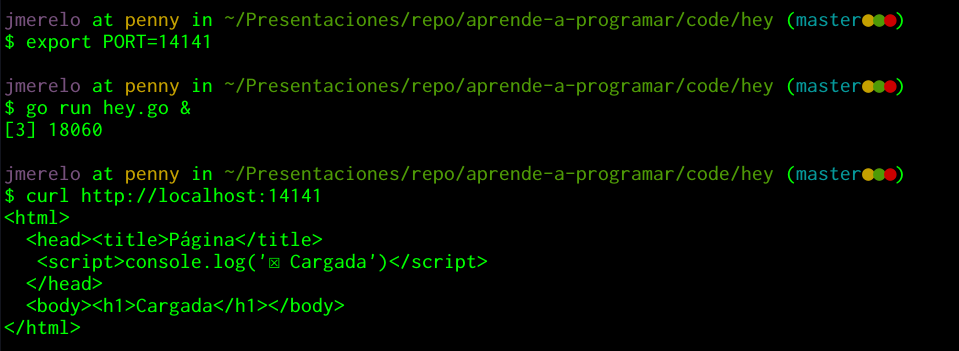 jmerelo at penny in ~/Presentaciones/repo/aprende-a-programar/code/hey (master●●●)
$ export PORT=14141
jmerelo at penny in ~/Presentaciones/repo/aprende-a-programar/code/hey (master●●●)
$ go run hey.go &
[3] 18060
jmerelo at penny in ~/Presentaciones/repo/aprende-a-programar/code/hey (master●●●)
$ curl http://localhost:14141
<html>
  <head><title>Página</title>
   <script>console.log('☒ Cargada')</script>
  </head>
  <body><h1>Cargada</h1></body>
</html>